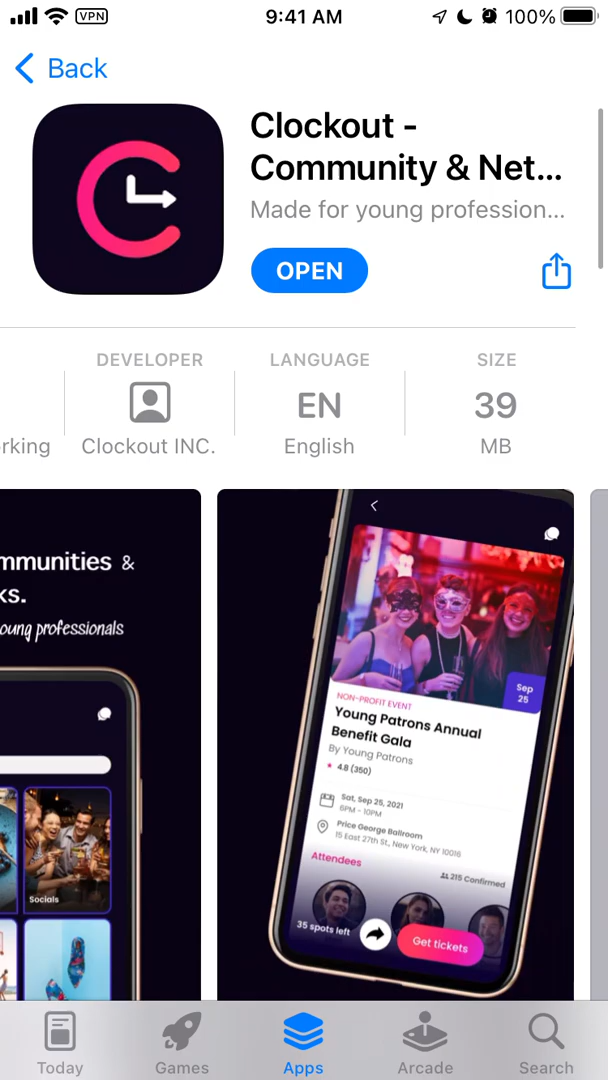 VPN
9:41 AM
100%
Back
Clockout -
Community & Net...
Made for young profession...
OPEN
DEVELOPER
LANGUAGE
SIZE
EN
39
rking
Clockout INC.
English
MB
mmunities &
ks.
oung professionals
Socials
Sep
25
NON-PROFIT EVENT
Young Patrons Annual
Benefit Gala
By Young Patrons
4.8 (350)
Sat, Sep 25, 2021
6PM - 10PM
Price George Ballroom
15 East 27th St., New York, NY 10016
Attendees
215 Confirmed
35 spots left
Get tickets
Today
Games
Apps
Arcade
Search